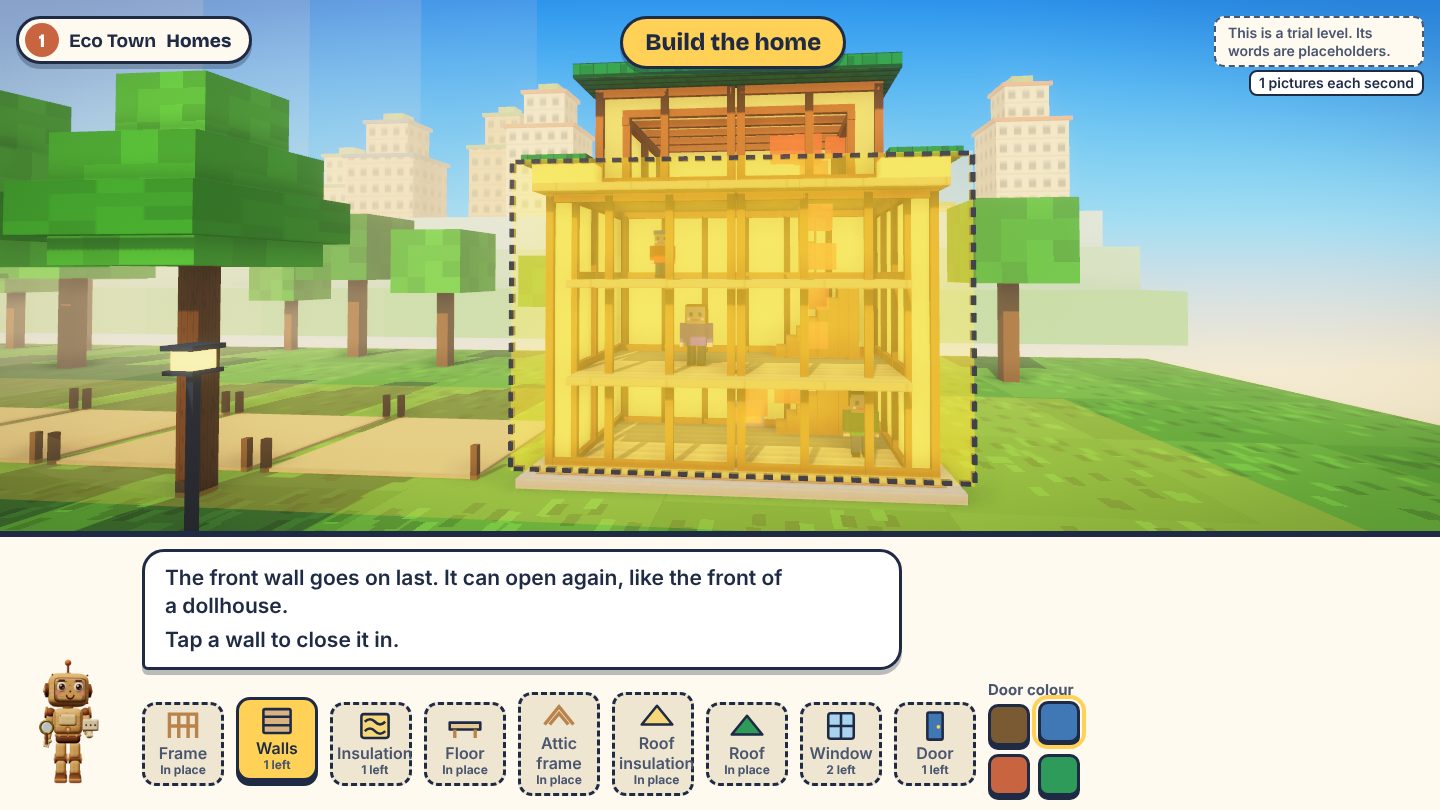 1 Eco Town Homes
Build the home
This is a trial level. Its
words are placeholders.
1 pictures each second
The front wall goes on last. It can open again, like the front of
a dollhouse.
Tap a wall to close it in.
Door colour
Frame
In place
Walls
1 left
Insulation
1 left
Floor
In place
Attic
frame
In place
Roof
insulation
In place
Roof
In place
Window
2 left
Door
1 left